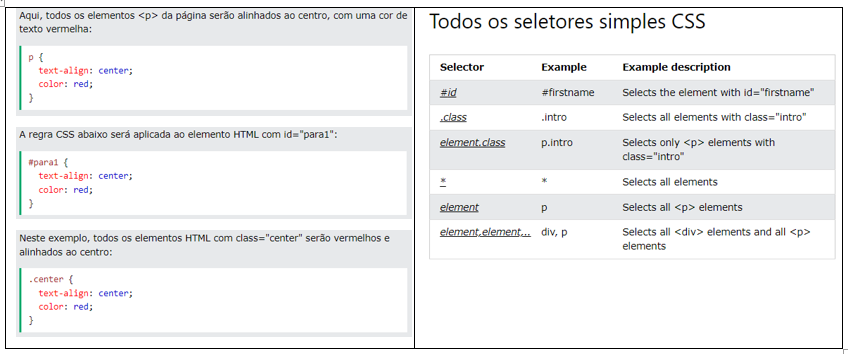 Aqui, todos os elementos <p> da página serão alinhados ao centro, com uma cor de
texto vermelha:
p {
  text-align: center;
  color: red;
}
A regra CSS abaixo será aplicada ao elemento HTML com id="para1":
#para1 {
  text-align: center;
  color: red;
}
Neste exemplo, todos os elementos HTML com class="center" serão vermelhos e
alinhados ao centro:
.center {
  text-align: center;
  color: red;
}
Todos os seletores simples CSS
Selector Example Example description
#id #firstname Selects the element with id="firstname"
.class .intro Selects all elements with class="intro"
element.class p.intro Selects only <p> elements with
class="intro"
* * Selects all elements
element p Selects all <p> elements
element,element,.. div, p Selects all <div> elements and all <p>
elements